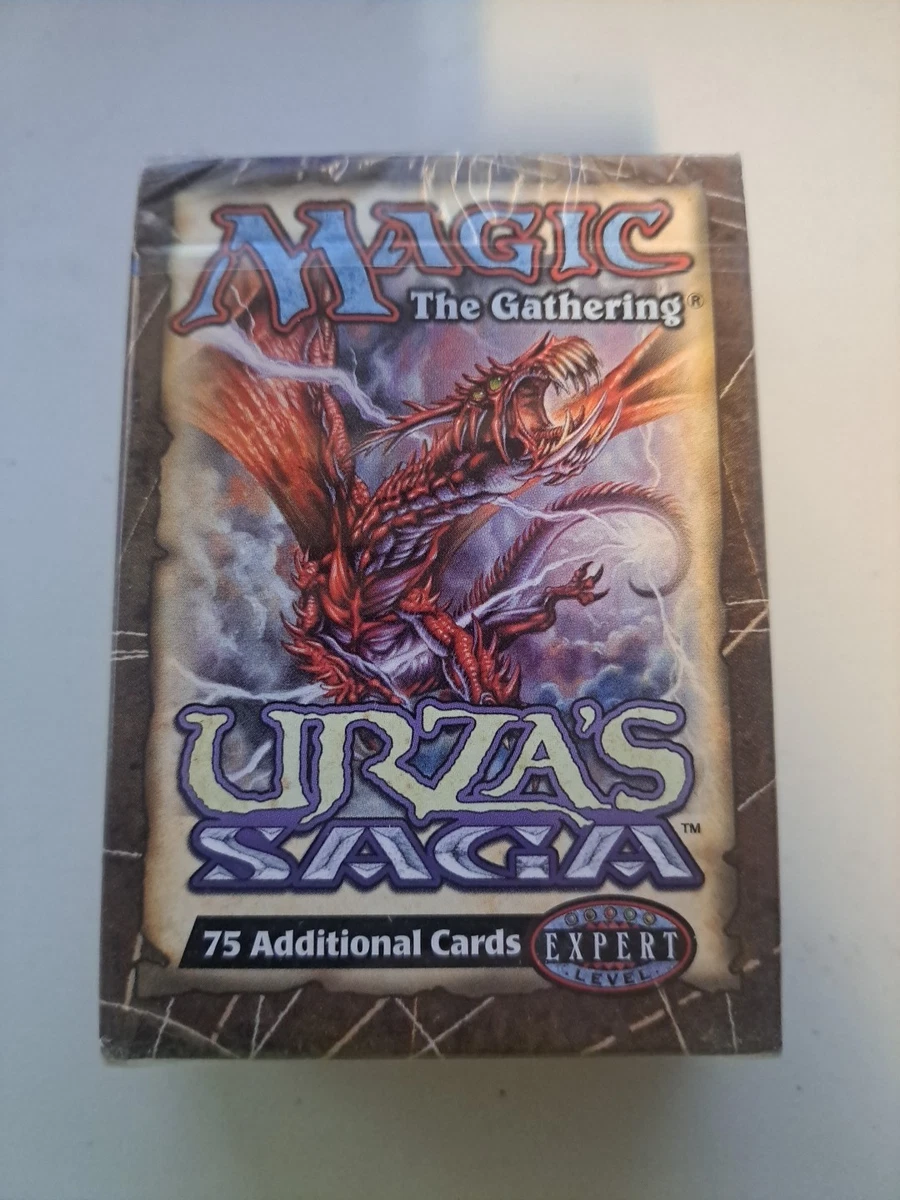 MAGIC
The Gathering®
URZA'S
SAGA™
75 Additional Cards
EXPERT
LEVEL